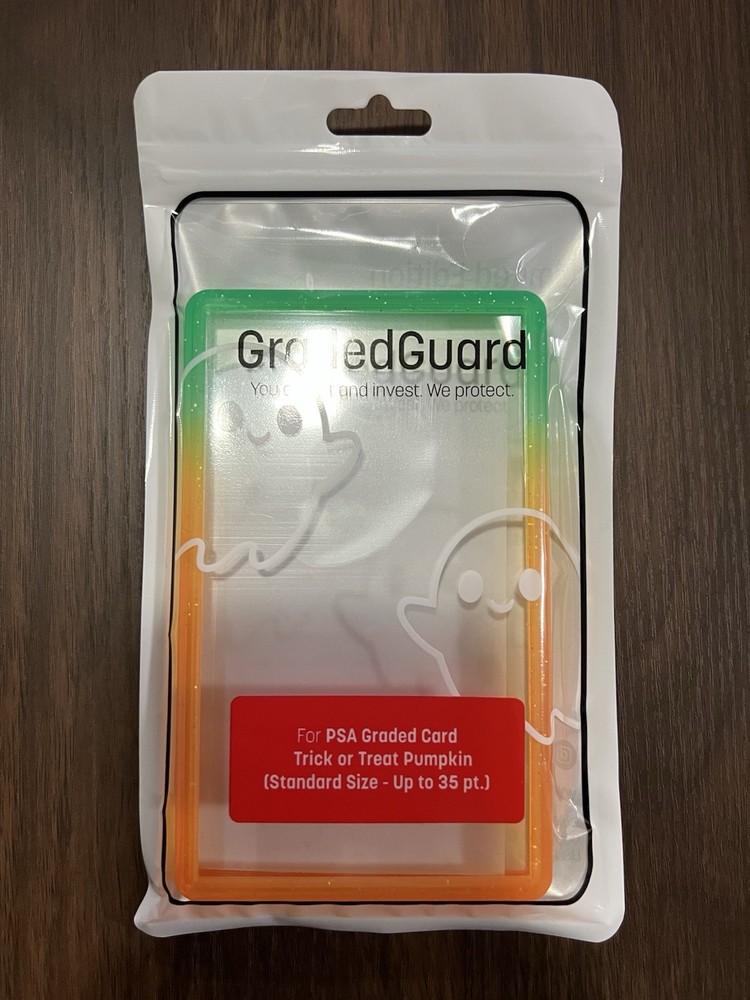 GradedGuard
You and invest. We protect.
For PSA Graded Card
Trick or Treat Pumpkin
(Standard Size - Up to 35 pt.)